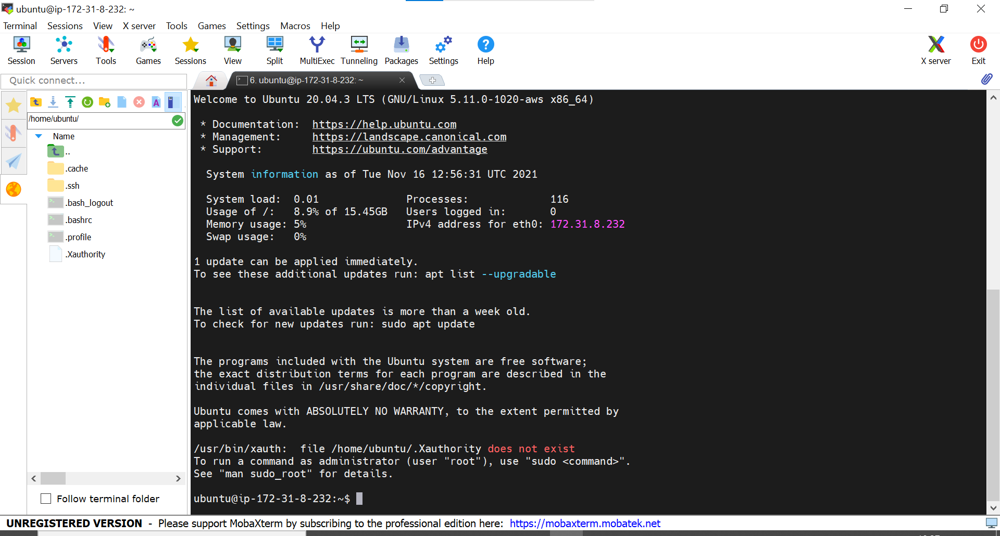 ubuntu@ip-172-31-8-232: ~
Terminal Sessions View X server Tools Games Settings Macros Help
Session Servers Tools Games Sessions View Split MultiExec Tunneling Packages Settings Help X server Exit
Quick connect...
6. ubuntu@ip-172-31-8-232: ~
/home/ubuntu/
Name
..
.cache
.ssh
.bash_logout
.bashrc
.profile
.Xauthority
Follow terminal folder
Welcome to Ubuntu 20.04.3 LTS (GNU/Linux 5.11.0-1020-aws x86_64)
* Documentation: https://help.ubuntu.com
* Management: https://landscape.canonical.com
* Support: https://ubuntu.com/advantage
System information as of Tue Nov 16 12:56:31 UTC 2021
System load: 0.01 Processes: 116
Usage of /: 8.9% of 15.45GB Users logged in: 0
Memory usage: 5% IPv4 address for eth0: 172.31.8.232
Swap usage: 0%
1 update can be applied immediately.
To see these additional updates run: apt list --upgradable
The list of available updates is more than a week old.
To check for new updates run: sudo apt update
The programs included with the Ubuntu system are free software;
the exact distribution terms for each program are described in the
individual files in /usr/share/doc/*/copyright.
Ubuntu comes with ABSOLUTELY NO WARRANTY, to the extent permitted by
applicable law.
/usr/bin/xauth: file /home/ubuntu/.Xauthority does not exist
To run a command as administrator (user "root"), use "sudo <command>".
See "man sudo_root" for details.
ubuntu@ip-172-31-8-232:~$
UNREGISTERED VERSION - Please support MobaXterm by subscribing to the professional edition here: https://mobaxterm.mobatek.net